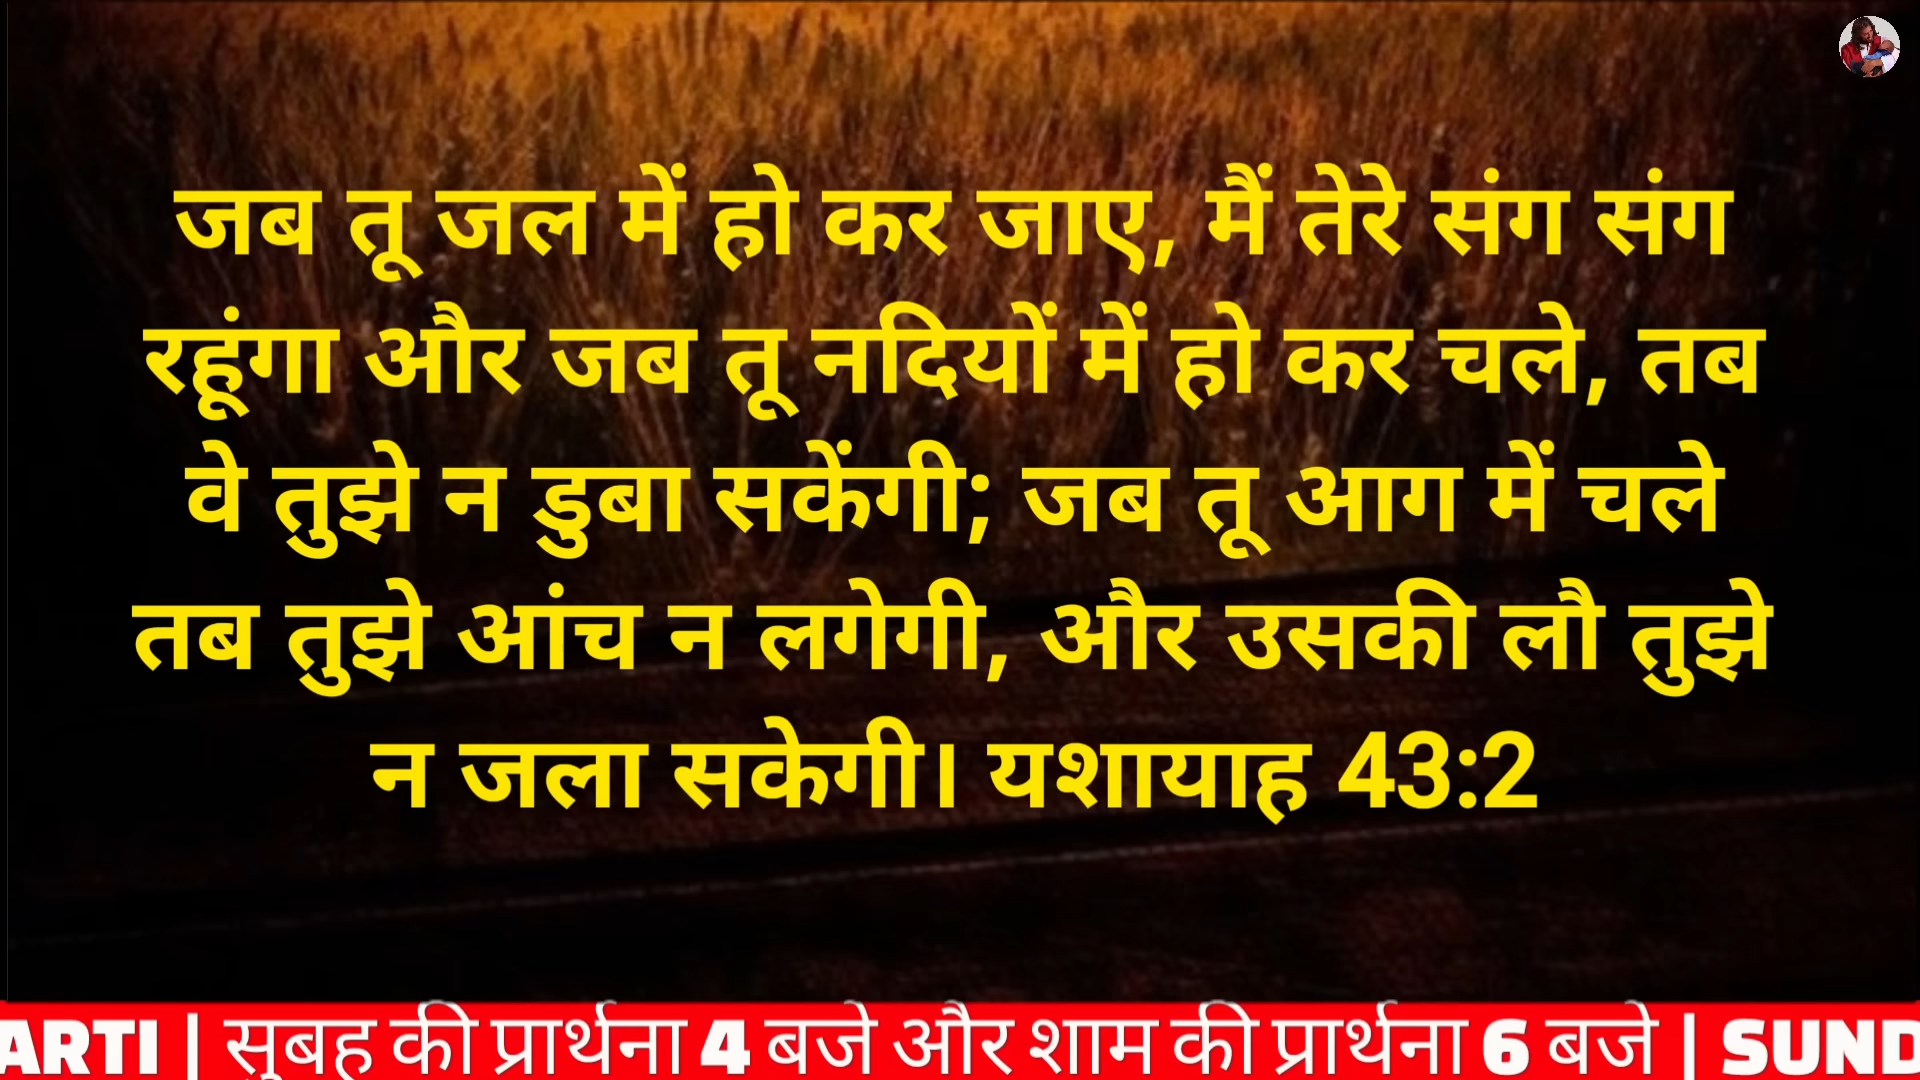 जब तू जल में हो कर जाए, मैं तेरे संग संग
रहूंगा और जब तू नदियों में हो कर चले, तब
वे तुझे न डुबा सकेंगी; जब तू आग में चले
तब तुझे आंच न लगेगी, और उसकी लौ तुझे
न जला सकेगी। यशायाह 43:2
ARTI | सुबह की प्रार्थना 4 बजे और शाम की प्रार्थना 6 बजे | SUND